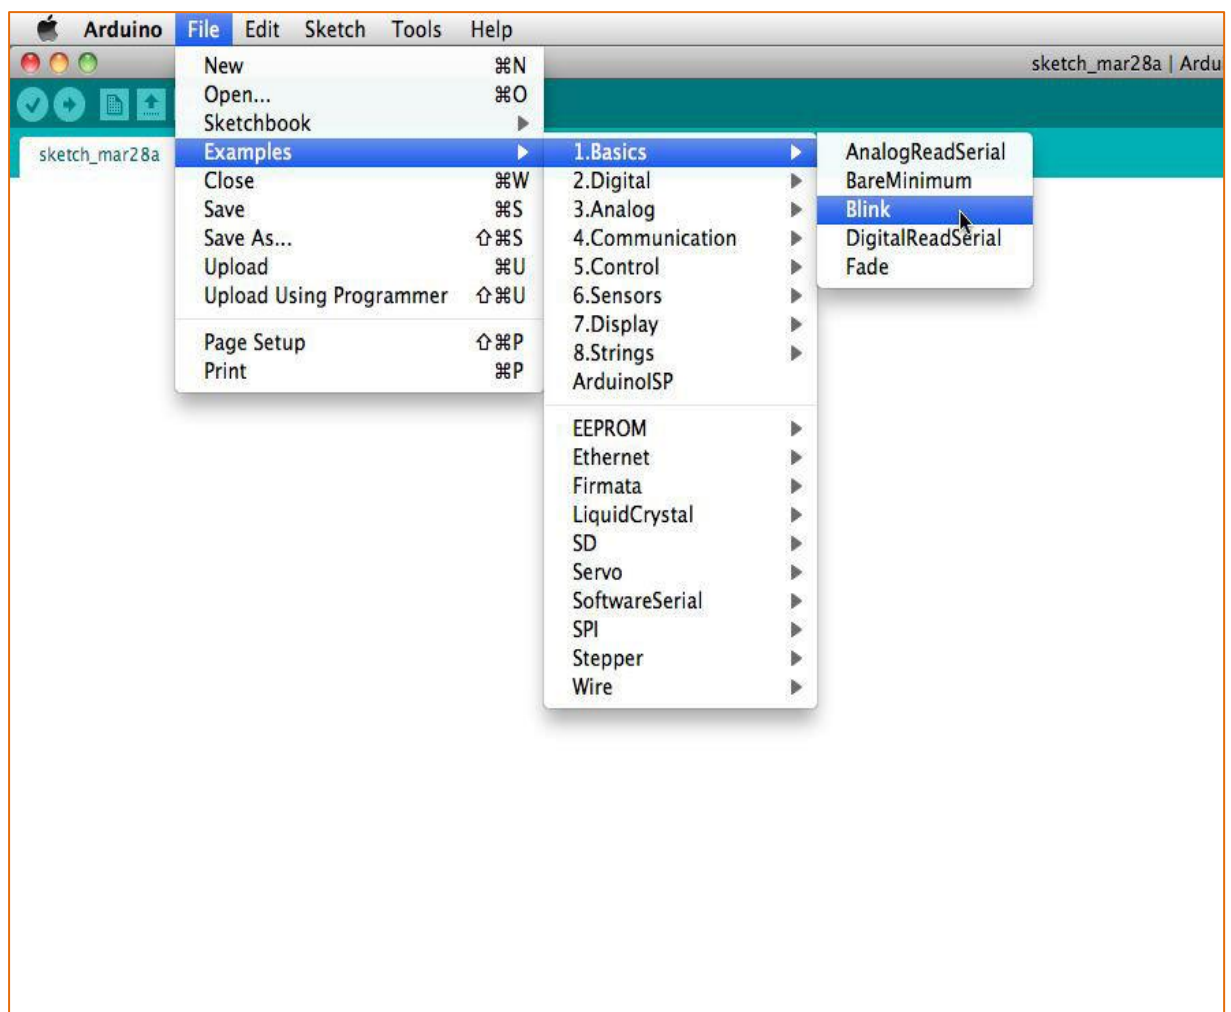 Arduino File Edit Sketch Tools Help
sketch_mar28a | Ardu
sketch_mar28a
New ⌘N
Open... ⌘O
Sketchbook ▶
Examples ▶
Close ⌘W
Save ⌘S
Save As... ⇧⌘S
Upload ⌘U
Upload Using Programmer ⇧⌘U
Page Setup ⇧⌘P
Print ⌘P
1.Basics ▶
2.Digital ▶
3.Analog ▶
4.Communication ▶
5.Control ▶
6.Sensors ▶
7.Display ▶
8.Strings ▶
ArduinoISP
EEPROM ▶
Ethernet ▶
Firmata ▶
LiquidCrystal ▶
SD ▶
Servo ▶
SoftwareSerial ▶
SPI ▶
Stepper ▶
Wire ▶
AnalogReadSerial
BareMinimum
Blink
DigitalReadSerial
Fade